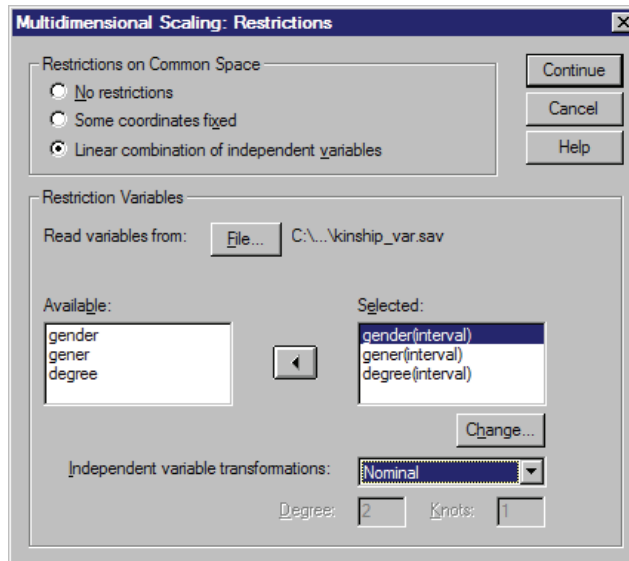 Multidimensional Scaling: Restrictions
Restrictions on Common Space
No restrictions
Some coordinates fixed
Linear combination of independent variables
Continue
Cancel
Help
Restriction Variables
Read variables from: File... C:\...\kinship_var.sav
Available:
gender
gener
degree
Selected:
gender(interval)
gener(interval)
degree(interval)
Change...
Independent variable transformations: Nominal
Degree: 2 Knots: 1